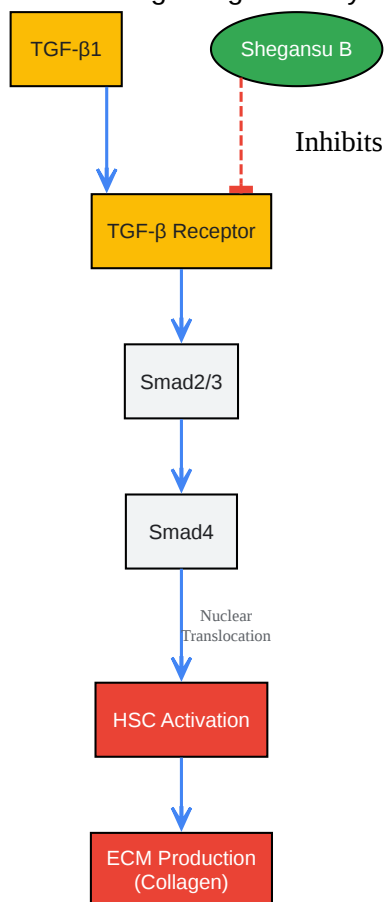 TGF-β1
Shegansu B
Inhibits
TGF-β Receptor
Smad2/3
Smad4
Nuclear
Translocation
HSC Activation
ECM Production
(Collagen)